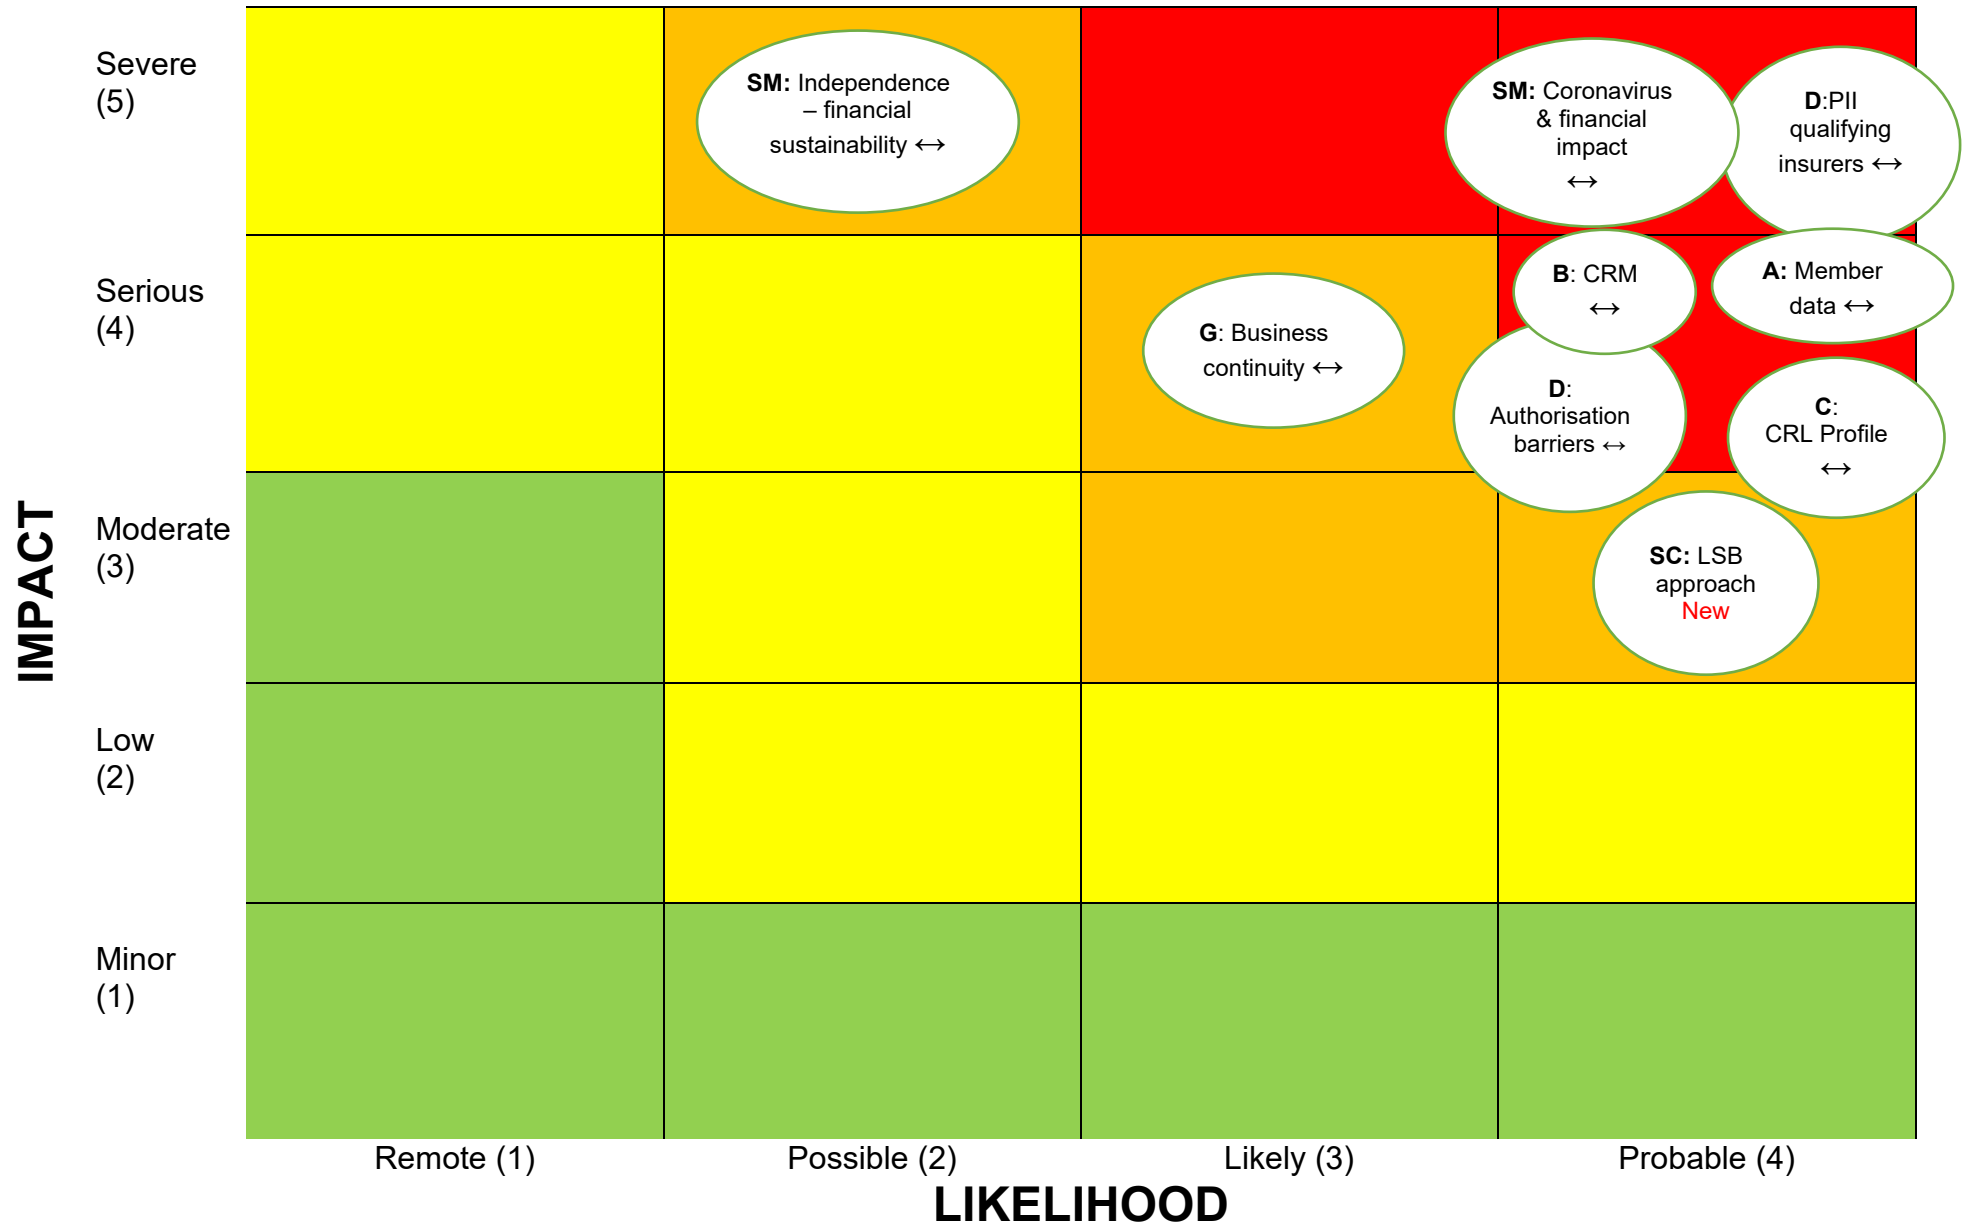 Severe
(5)
SM: Independence
– financial
sustainability ↔
SM: Coronavirus
& financial
impact
↔
D:PII
qualifying
insurers ↔
Serious
(4)
G: Business
continuity ↔
B: CRM
↔
A: Member
data ↔
D:
Authorisation
barriers ↔
C:
CRL Profile
↔
IMPACT
Moderate
(3)
SC: LSB
approach
New
Low
(2)
Minor
(1)
Remote (1)
Possible (2)
Likely (3)
Probable (4)
LIKELIHOOD